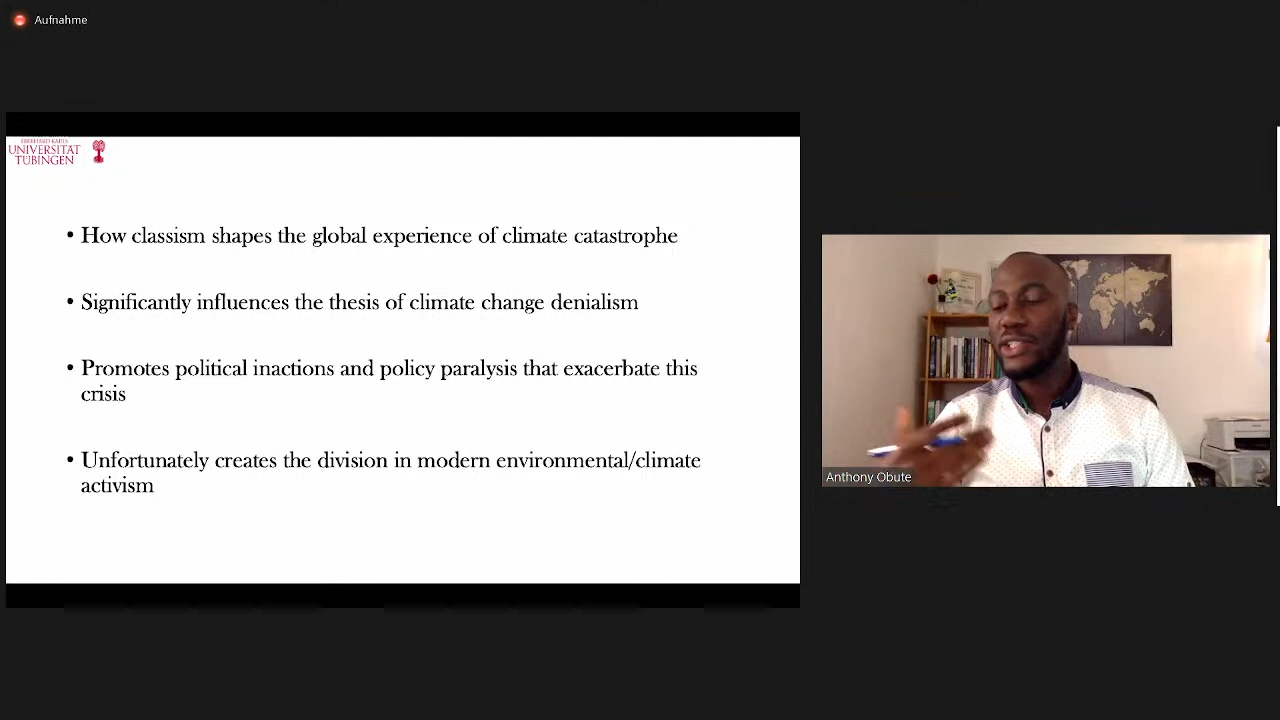 Aufnahme
EBERHARD KARLS
UNIVERSITÄT
TÜBINGEN
• How classism shapes the global experience of climate catastrophe
• Significantly influences the thesis of climate change denialism
• Promotes political inactions and policy paralysis that exacerbate this
crisis
• Unfortunately creates the division in modern environmental/climate
activism
Anthony Obute